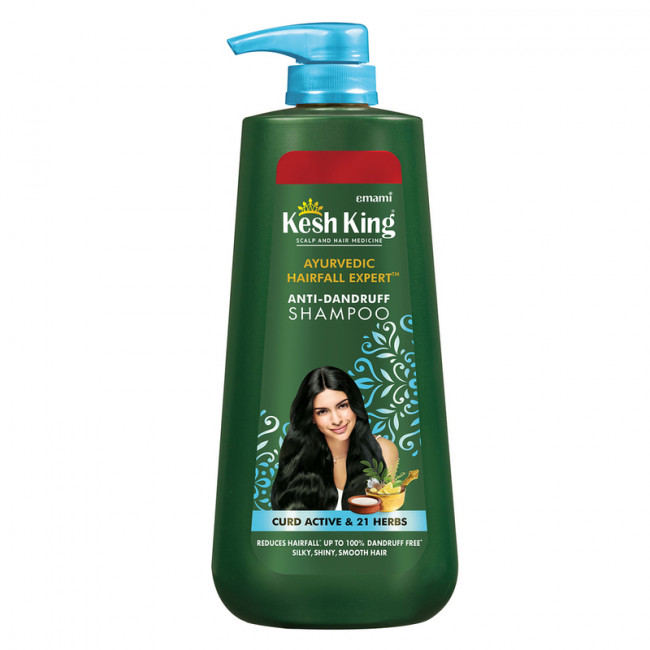 emami
Kesh King™
SCALP AND HAIR MEDICINE
AYURVEDIC
HAIRFALL EXPERT™
ANTI-DANDRUFF
SHAMPOO
CURD ACTIVE & 21 HERBS
REDUCES HAIRFALL* UP TO 100% DANDRUFF FREE*
SILKY, SHINY, SMOOTH HAIR